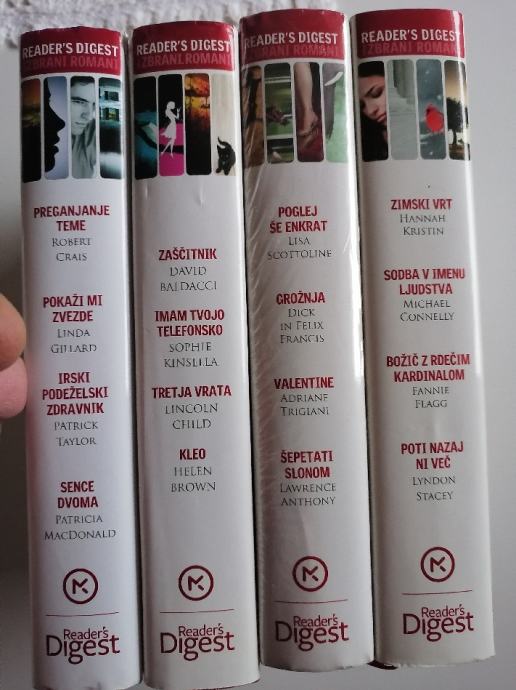 READER'S DIGEST
IZBRANI ROMANI
PREGANJANJE
TEME
ROBERT
CRAIS
POKAŽI MI
ZVEZDE
LINDA
GILLARD
IRSKI
PODEŽELSKI
ZDRAVNIK
PATRICK
TAYLOR
SENCE
DVOMA
PATRICIA
MACDONALD
Reader's
Digest
READER'S DIGEST
IZBRANI ROMANI
ZAŠČITNIK
DAVID
BALDACCI
IMAM TVOJO
TELEFONSKO
SOPHIE
KINSELLA
TRETJA VRATA
LINCOLN
CHILD
KLEO
HELEN
BROWN
Reader's
Digest
READER'S DIGEST
IZBRANI ROMANI
POGLEJ
ŠE ENKRAT
LISA
SCOTTOLINE
GROŽNJA
DICK
IN FELIX
FRANCIS
VALENTINE
ADRIANE
TRIGIANI
ŠEPETATI
SLONOM
LAWRENCE
ANTHONY
Reader's
Digest
READER'S DIGEST
IZBRANI ROMANI
ZIMSKI VRT
HANNAH
KRISTIN
SODBA V IMENU
LJUDSTVA
MICHAEL
CONNELLY
BOŽIČ Z RDEČIM
KARDINALOM
FANNIE
FLAGG
POTI NAZAJ
NI VEČ
LYNDON
STACEY
Reader's
Digest